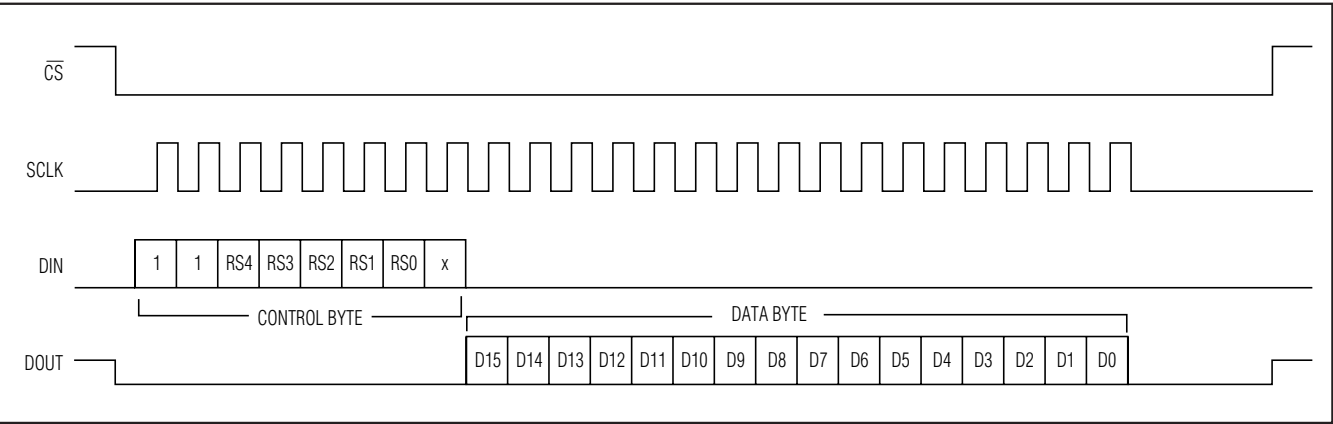 C̅S̅
SCLK
DIN 1 1 RS4 RS3 RS2 RS1 RS0 x
CONTROL BYTE DATA BYTE
DOUT D15 D14 D13 D12 D11 D10 D9 D8 D7 D6 D5 D4 D3 D2 D1 D0